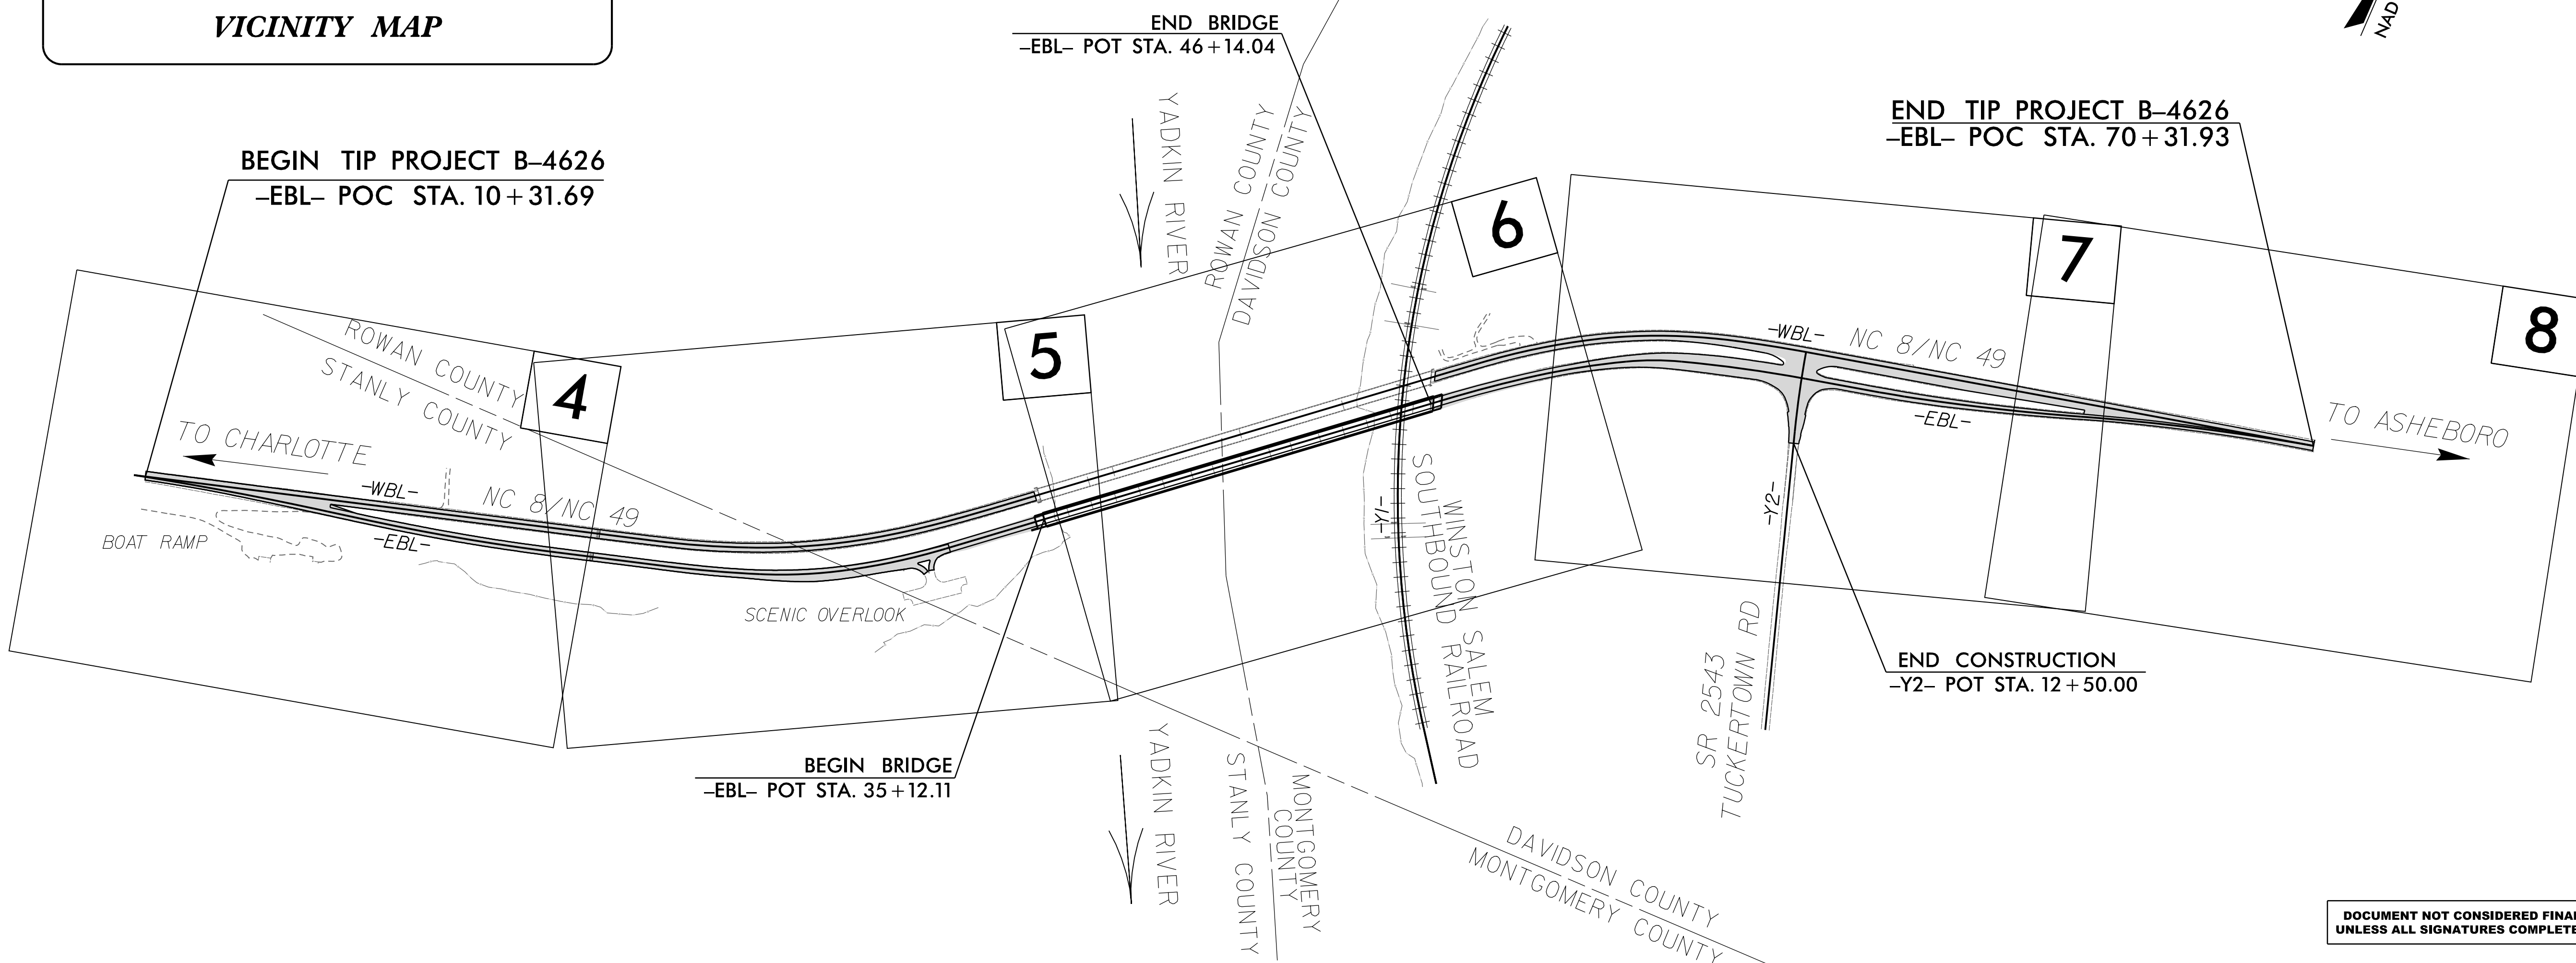 VICINITY MAP
END BRIDGE
-EBL- POT STA. 46+14.04
NAD
BEGIN TIP PROJECT B-4626
-EBL- POC STA. 10+31.69
END TIP PROJECT B-4626
-EBL- POC STA. 70+31.93
YADKIN RIVER
ROWAN COUNTY
DAVIDSON COUNTY
4
5
6
7
8
ROWAN COUNTY
STANLY COUNTY
TO CHARLOTTE
-WBL-
NC 8/NC 49
-EBL-
BOAT RAMP
SCENIC OVERLOOK
-WBL-
NC 8/NC 49
-EBL-
TO ASHEBORO
-Y1-
WINSTON SALEM
SOUTHBOUND RAILROAD
-Y2-
SR 2543
TUCKERTOWN RD
END CONSTRUCTION
-Y2- POT STA. 12+50.00
BEGIN BRIDGE
-EBL- POT STA. 35+12.11
YADKIN RIVER
STANLY COUNTY
MONTGOMERY
COUNTY
DAVIDSON COUNTY
MONTGOMERY COUNTY
DOCUMENT NOT CONSIDERED FINAL
UNLESS ALL SIGNATURES COMPLETE